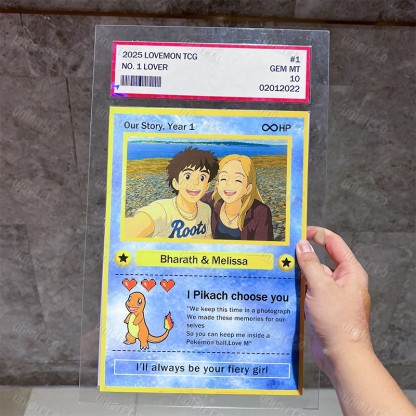 2025 LOVEMON TCG
#1
NO. 1 LOVER
GEM MT
10
02012022
Our Story, Year 1
∞HP
Roots
Bharath & Melissa
I Pikach choose you
"We keep this time in a photograph
We made these memories for our-
selves
So you can keep me inside a
Pokémon ball.Love M"
I'll always be your fiery girl